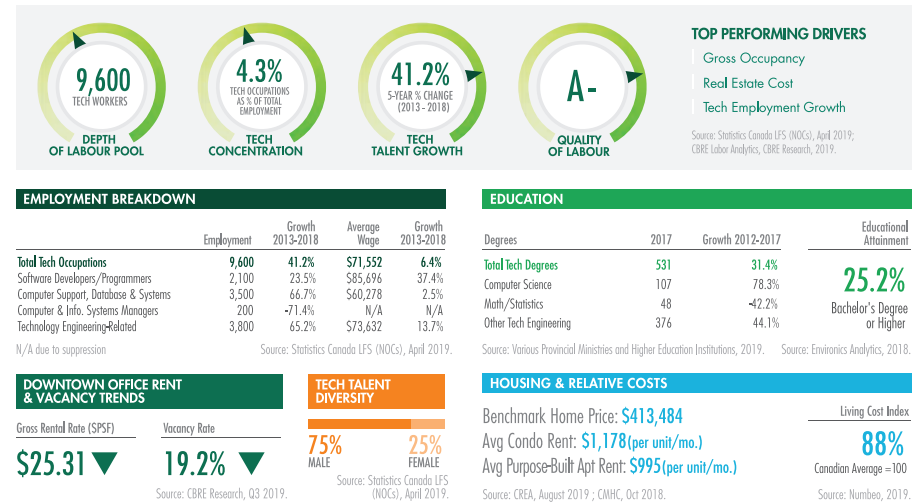 9,600
TECH WORKERS
DEPTH
OF LABOUR POOL
4.3%
TECH OCCUPATIONS
AS % OF TOTAL
EMPLOYMENT
TECH
CONCENTRATION
41.2%
5-YEAR % CHANGE
(2013 - 2018)
TECH
TALENT GROWTH
A-
QUALITY
OF LABOUR
TOP PERFORMING DRIVERS
Gross Occupancy
Real Estate Cost
Tech Employment Growth
Source: Statistics Canada LFS (NOCs), April 2019;
CBRE Labor Analytics, CBRE Research, 2019.
EMPLOYMENT BREAKDOWN
Employment Growth 2013-2018 Average Wage Growth 2013-2018
Total Tech Occupations 9,600 41.2% $71,552 6.4%
Software Developers/Programmers 2,100 23.5% $85,696 37.4%
Computer Support, Database & Systems 3,500 66.7% $60,278 2.5%
Computer & Info. Systems Managers 200 -71.4% N/A N/A
Technology Engineering-Related 3,800 65.2% $73,632 13.7%
N/A due to suppression Source: Statistics Canada LFS (NOCs), April 2019.
EDUCATION
Degrees 2017 Growth 2012-2017
Total Tech Degrees 531 31.4%
Computer Science 107 78.3%
Math/Statistics 48 -42.2%
Other Tech Engineering 376 44.1%
Source: Various Provincial Ministries and Higher Education Institutions, 2019.
Educational
Attainment
25.2%
Bachelor's Degree
or Higher
Source: Environics Analytics, 2018.
DOWNTOWN OFFICE RENT
& VACANCY TRENDS
Gross Rental Rate ($PSF) Vacancy Rate
$25.31 19.2%
Source: CBRE Research, Q3 2019.
TECH TALENT
DIVERSITY
75% 25%
MALE FEMALE
Source: Statistics Canada LFS
(NOCs), April 2019.
HOUSING & RELATIVE COSTS
Benchmark Home Price: $413,484
Avg Condo Rent: $1,178(per unit/mo.)
Avg Purpose-Built Apt Rent: $995(per unit/mo.)
Source: CREA, August 2019 ; CMHC, Oct 2018.
Living Cost Index
88%
Canadian Average =100
Source: Numbeo, 2019.